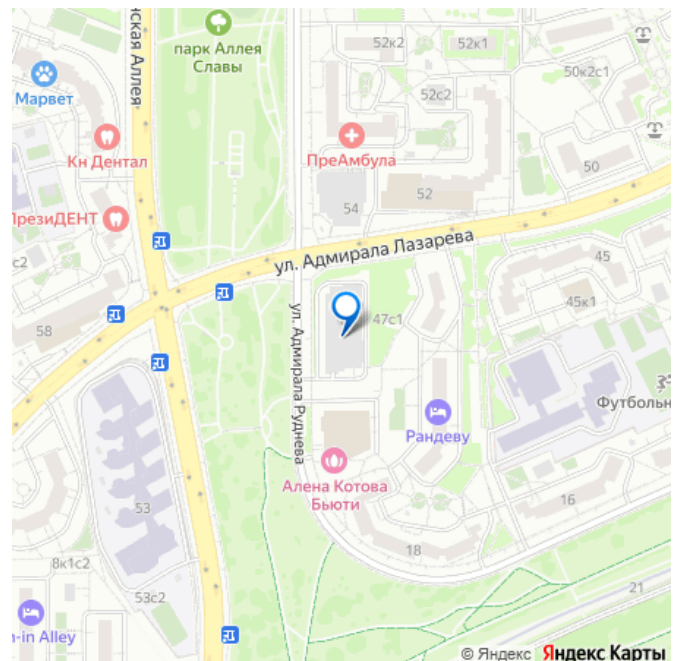 нская Аллея
парк Аллея
Славы
52к2
52к1
50к2с1
Марвет
52с2
Кн Дентал
ПреАмбула
50
52
ПрезиДЕНТ
54
с2
ул. Адмирала Лазарева
45
ул. Адмирала Руднева
45к1
47с1
58
Футбольн
Рандеву
Алена Котова
Бьюти
53
16
18
8к1с2
53с2
21
n-in Alley
© Яндекс Яндекс Карты